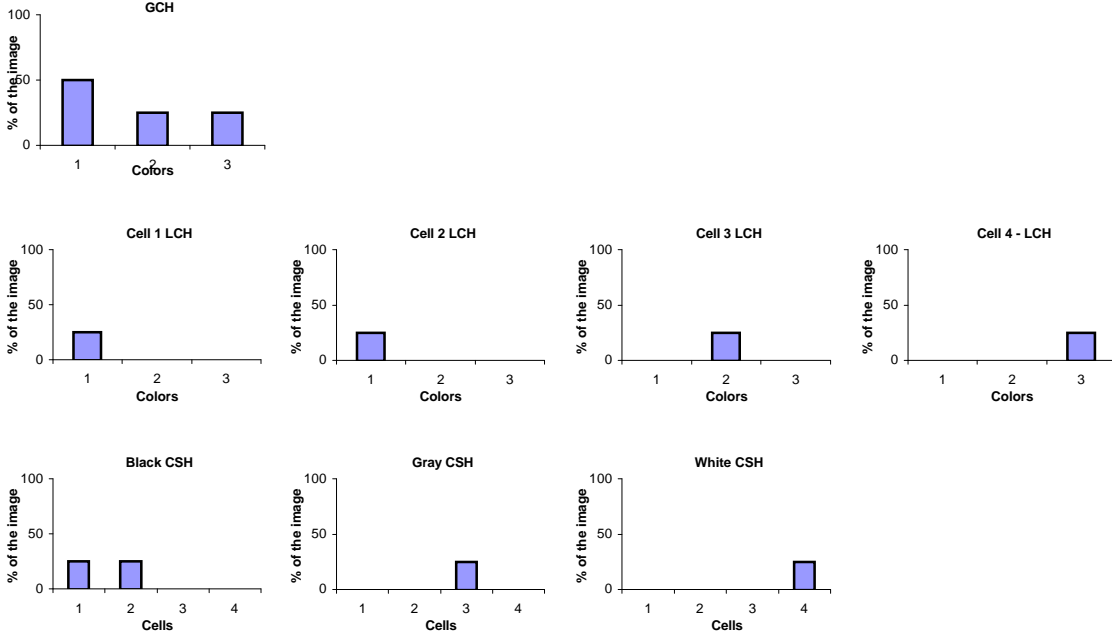 GCH
% of the image
100
50
0
1 2 3
Colors
Cell 1 LCH
% of the image
100
50
0
1 2 3
Colors
Cell 2 LCH
% of the image
100
50
0
1 2 3
Colors
Cell 3 LCH
% of the image
100
50
0
1 2 3
Colors
Cell 4 - LCH
% of the image
100
50
0
1 2 3
Colors
Black CSH
% of the image
100
50
0
1 2 3 4
Cells
Gray CSH
% of the image
100
50
0
1 2 3 4
Cells
White CSH
% of the image
100
50
0
1 2 3 4
Cells